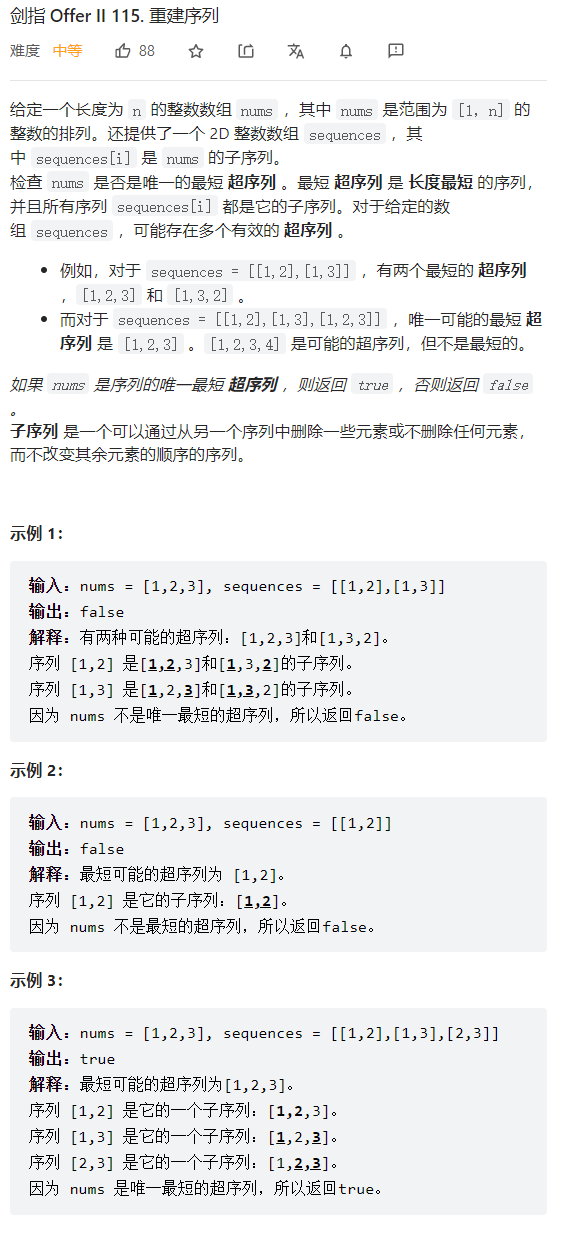 剑指 Offer II 115. 重建序列
难度 中等 88
给定一个长度为 n 的整数数组 nums ，其中 nums 是范围为 [1，n] 的
整数的排列。还提供了一个 2D 整数数组 sequences ，其
中 sequences[i] 是 nums 的子序列。
检查 nums 是否是唯一的最短 超序列 。最短 超序列 是 长度最短 的序列，
并且所有序列 sequences[i] 都是它的子序列。对于给定的数
组 sequences ，可能存在多个有效的 超序列 。
• 例如，对于 sequences = [[1,2],[1,3]] ，有两个最短的 超序列
，[1,2,3] 和 [1,3,2] 。
• 而对于 sequences = [[1,2],[1,3],[1,2,3]] ，唯一可能的最短 超
序列 是 [1,2,3] 。[1,2,3,4] 是可能的超序列，但不是最短的。
如果 nums 是序列的唯一最短 超序列 ，则返回 true ，否则返回 false
。
子序列 是一个可以通过从另一个序列中删除一些元素或不删除任何元素，
而不改变其余元素的顺序的序列。
示例 1：
输入：nums = [1,2,3], sequences = [[1,2],[1,3]]
输出：false
解释：有两种可能的超序列：[1,2,3]和[1,3,2]。
序列 [1,2] 是[1,2,3]和[1,3,2]的子序列。
序列 [1,3] 是[1,2,3]和[1,3,2]的子序列。
因为 nums 不是唯一最短的超序列，所以返回false。
示例 2：
输入：nums = [1,2,3], sequences = [[1,2]]
输出：false
解释：最短可能的超序列为 [1,2]。
序列 [1,2] 是它的子序列：[1,2]。
因为 nums 不是最短的超序列，所以返回false。
示例 3：
输入：nums = [1,2,3], sequences = [[1,2],[1,3],[2,3]]
输出：true
解释：最短可能的超序列为[1,2,3]。
序列 [1,2] 是它的一个子序列：[1,2,3]。
序列 [1,3] 是它的一个子序列：[1,2,3]。
序列 [2,3] 是它的一个子序列：[1,2,3]。
因为 nums 是唯一最短的超序列，所以返回true。